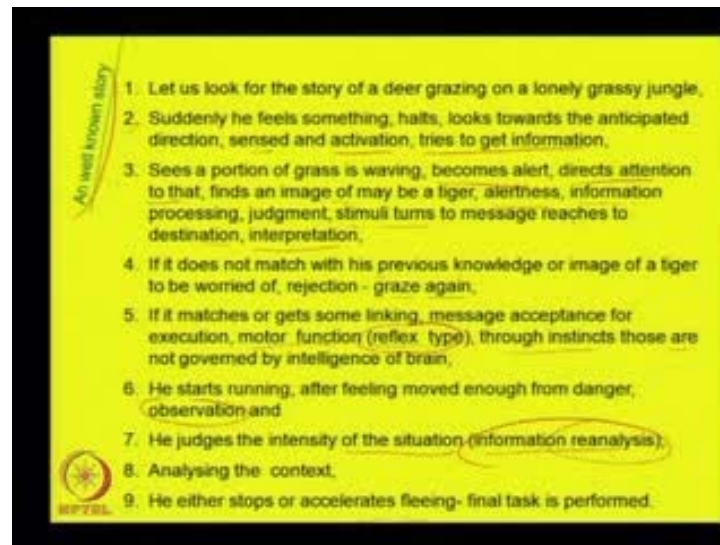 An well known story
1. Let us look for the story of a deer grazing on a lonely grassy jungle,
2. Suddenly he feels something, halts, looks towards the anticipated
direction, sensed and activation, tries to get information,
3. Sees a portion of grass is waving, becomes alert, directs attention
to that, finds an image of may be a tiger, alertness, information
processing, judgment, stimuli turns to message reaches to
destination, interpretation,
4. If it does not match with his previous knowledge or image of a tiger
to be worried of, rejection - graze again,
5. If it matches or gets some linking, message acceptance for
execution, motor function (reflex type), through instincts those are
not governed by intelligence of brain,
6. He starts running, after feeling moved enough from danger,
observation and
7. He judges the intensity of the situation (information reanalysis),
8. Analysing the context,
9. He either stops or accelerates fleeing- final task is performed.
NPTEL